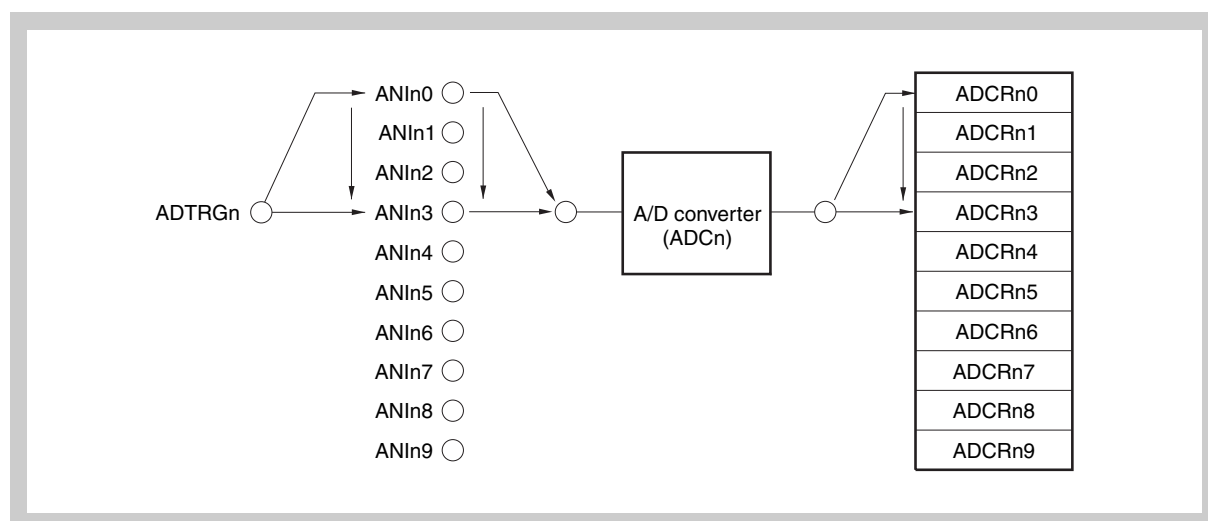 ANIn0
ANIn1
ANIn2
ANIn3
ANIn4
ANIn5
ANIn6
ANIn7
ANIn8
ANIn9
ADTRGn
A/D converter
(ADCn)
ADCRn0
ADCRn1
ADCRn2
ADCRn3
ADCRn4
ADCRn5
ADCRn6
ADCRn7
ADCRn8
ADCRn9